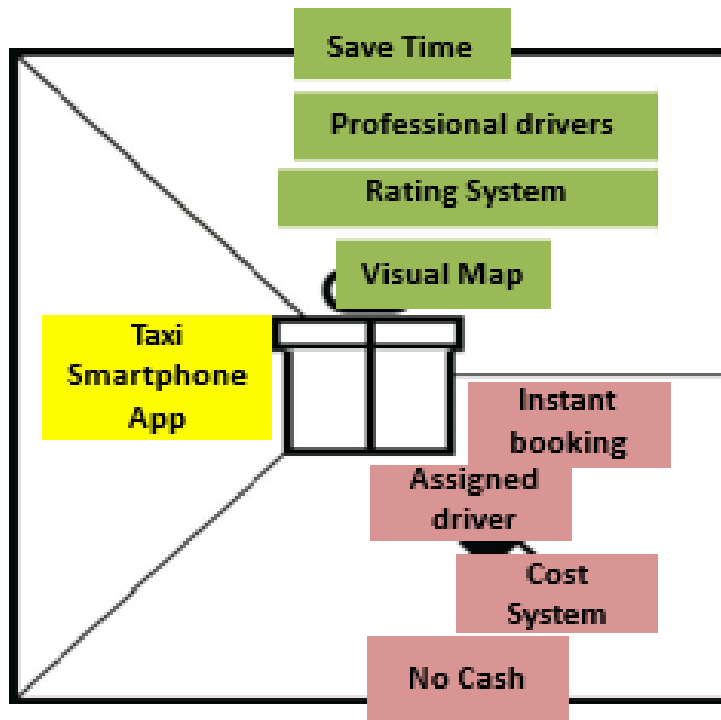 Save Time
Professional drivers
Rating System
Visual Map
Taxi
Smartphone
App
Instant
booking
Assigned
driver
Cost
System
No Cash